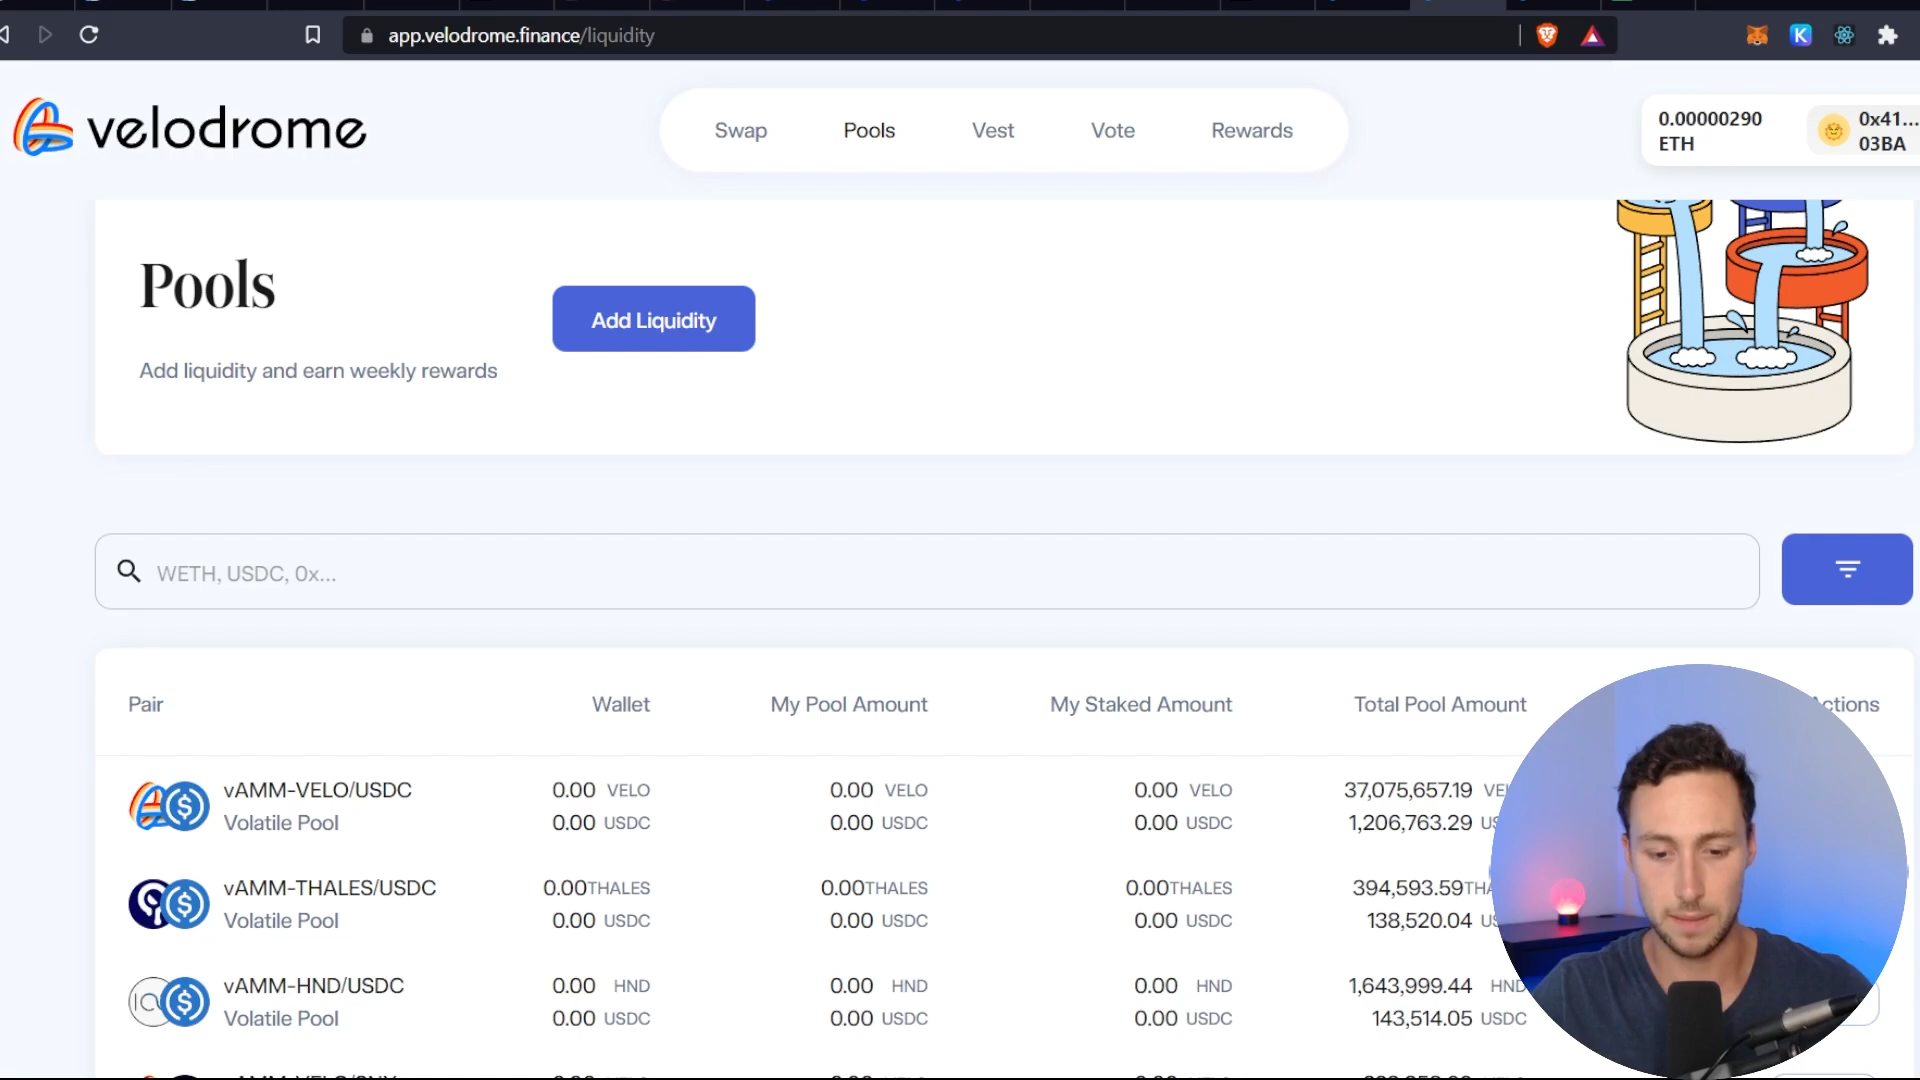 app.velodrome.finance/liquidity
velodrome
Swap
Pools
Vest
Vote
Rewards
0.00000290
ETH
0x41...
03BA
Pools
Add Liquidity
Add liquidity and earn weekly rewards
WETH, USDC, 0x...
Pair Wallet My Pool Amount My Staked Amount Total Pool Amount Actions
vAMM-VELO/USDC 0.00 VELO 0.00 VELO 0.00 VELO 37,075,657.19
Volatile Pool 0.00 USDC 0.00 USDC 0.00 USDC 1,206,763.29
vAMM-THALES/USDC 0.00THALES 0.00THALES 0.00THALES 394,593.59
Volatile Pool 0.00 USDC 0.00 USDC 0.00 USDC 138,520.04
vAMM-HND/USDC 0.00 HND 0.00 HND 0.00 HND 1,643,999.44 HND
Volatile Pool 0.00 USDC 0.00 USDC 0.00 USDC 143,514.05 USDC